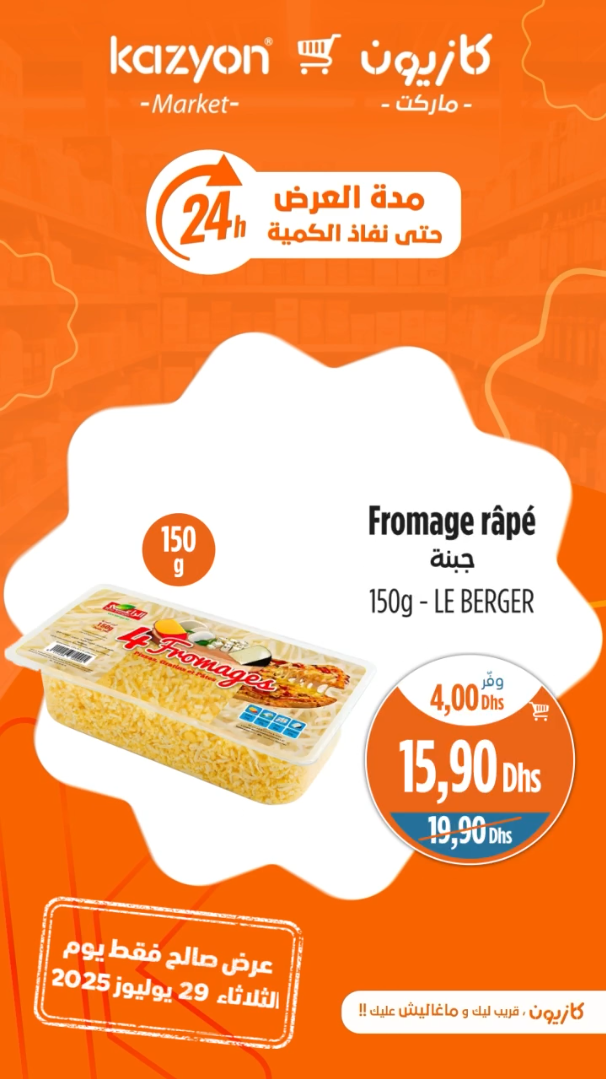 kazyon® كازيون
-Market- - ماركت -
24h
مدة العرض
حتى نفاذ الكمية
150
g
Fromage râpé
جبنة
150g - LE BERGER
الراعي
4 Fromages
وفّر
4,00 Dhs
15,90 Dhs
19,90 Dhs
عرض صالح فقط يوم
الثلاثاء 29 يوليوز 2025
كازيون ، قريب ليك و ماغاليش عليك !!